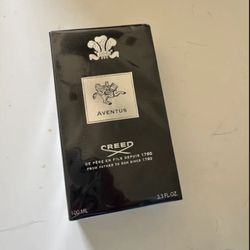 AVENTUS
CREED
DE PÈRE EN FILS DEPUIS 1760
FROM FATHER TO SON SINCE 1760
100 ML
3.3 FL.OZ.